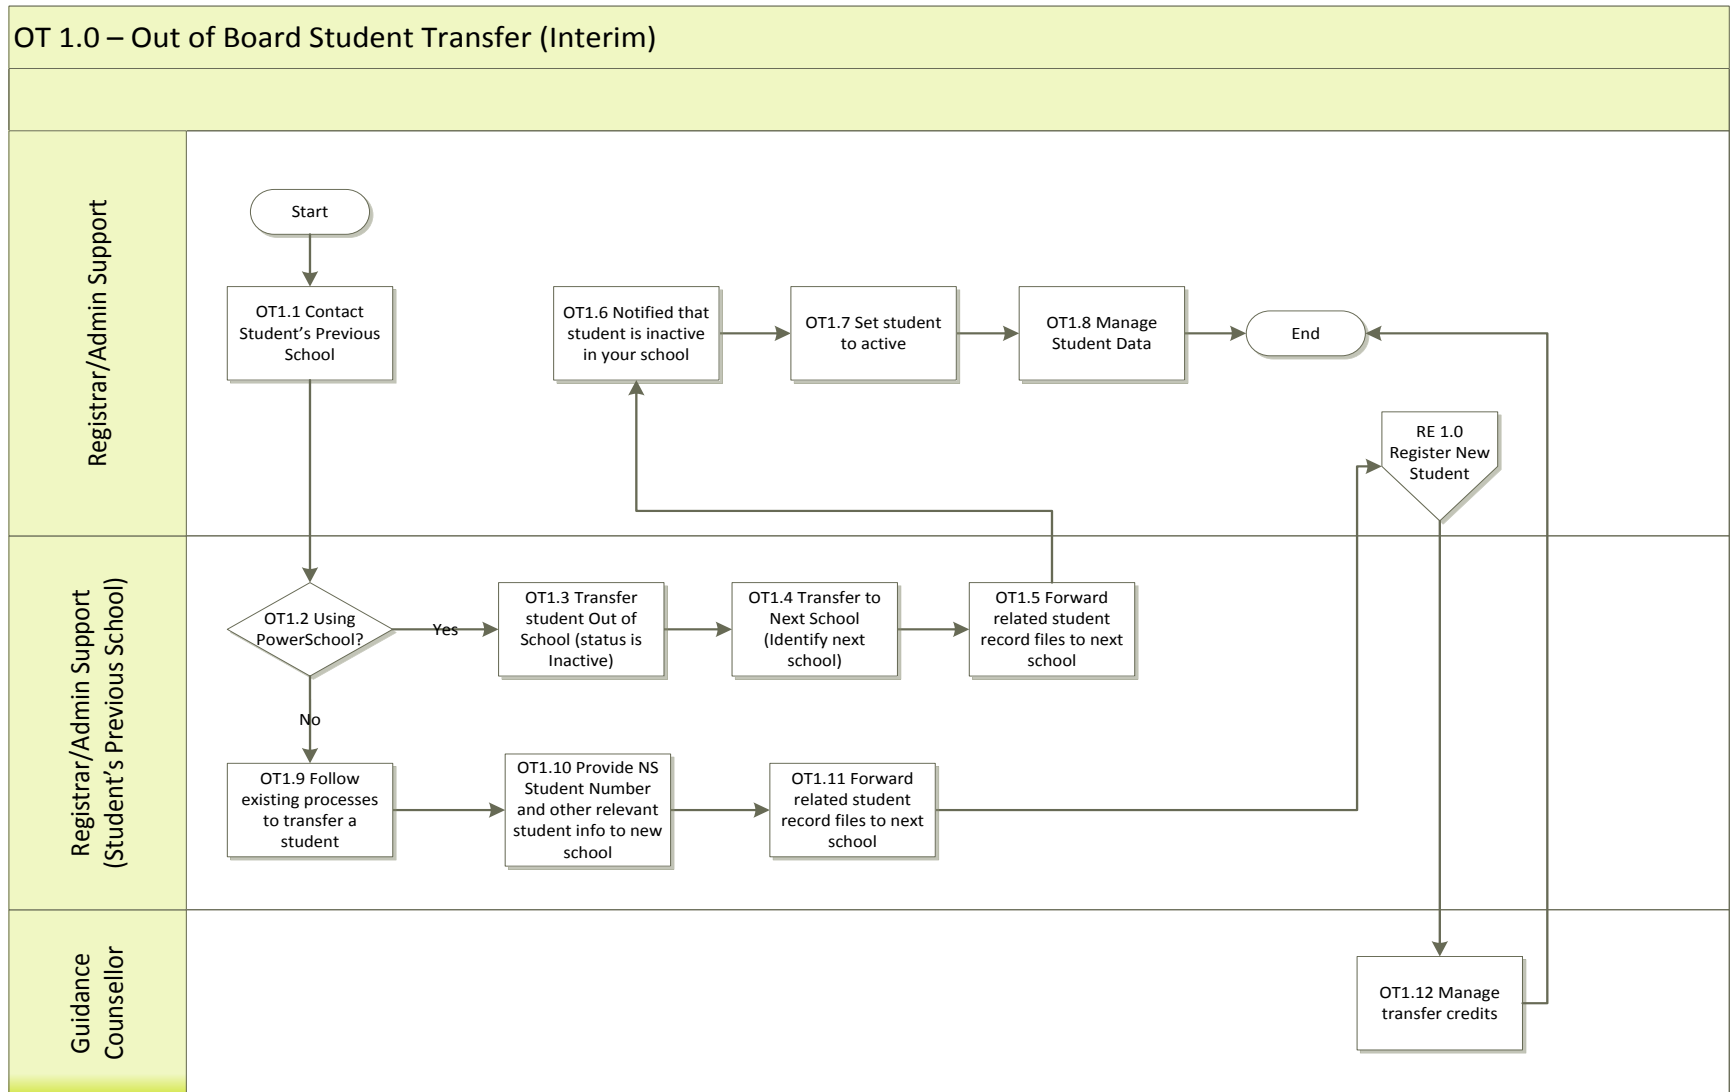 OT 1.0 – Out of Board Student Transfer (Interim)
Registrar/Admin Support
Start
OT1.1 Contact
Student's Previous
School
OT1.6 Notified that
student is inactive
in your school
OT1.7 Set student
to active
OT1.8 Manage
Student Data
End
RE 1.0
Register New
Student
Registrar/Admin Support
(Student's Previous School)
OT1.2 Using
PowerSchool?
Yes
OT1.3 Transfer
student Out of
School (status is
Inactive)
OT1.4 Transfer to
Next School
(Identify next
school)
OT1.5 Forward
related student
record files to next
school
No
OT1.9 Follow
existing processes
to transfer a
student
OT1.10 Provide NS
Student Number
and other relevant
student info to new
school
OT1.11 Forward
related student
record files to next
school
Guidance
Counsellor
OT1.12 Manage
transfer credits